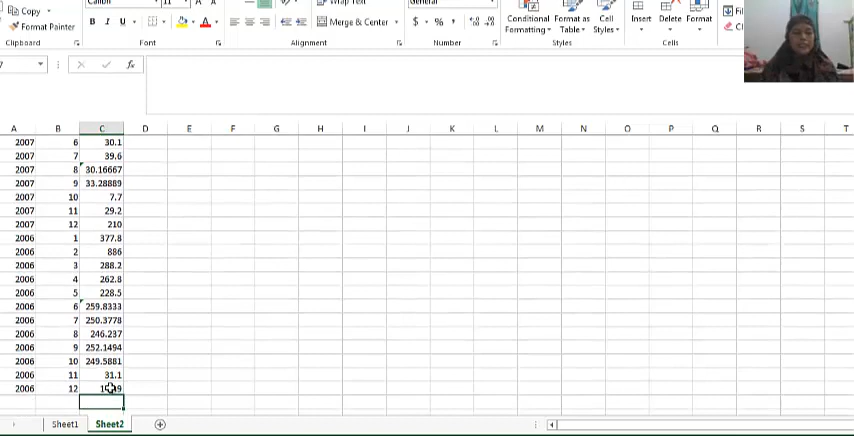 Copy
Calibri
11
A A
Wrap Text
General
Format Painter
B I U
A
Merge & Center
$ % ,
Conditional Formatting
Format as Table
Cell Styles
Insert
Delete
Format
Clipboard
Font
Alignment
Number
Styles
Cells
fx
A B C D E F G H I J K L M N O P Q R S T
2007 6 30.1
2007 7 39.6
2007 8 30.16667
2007 9 33.28889
2007 10 7.7
2007 11 29.2
2007 12 210
2006 1 377.8
2006 2 886
2006 3 288.2
2006 4 262.8
2006 5 228.5
2006 6 259.8333
2006 7 250.3778
2006 8 246.237
2006 9 252.1494
2006 10 249.5881
2006 11 31.1
2006 12
Sheet1 Sheet2